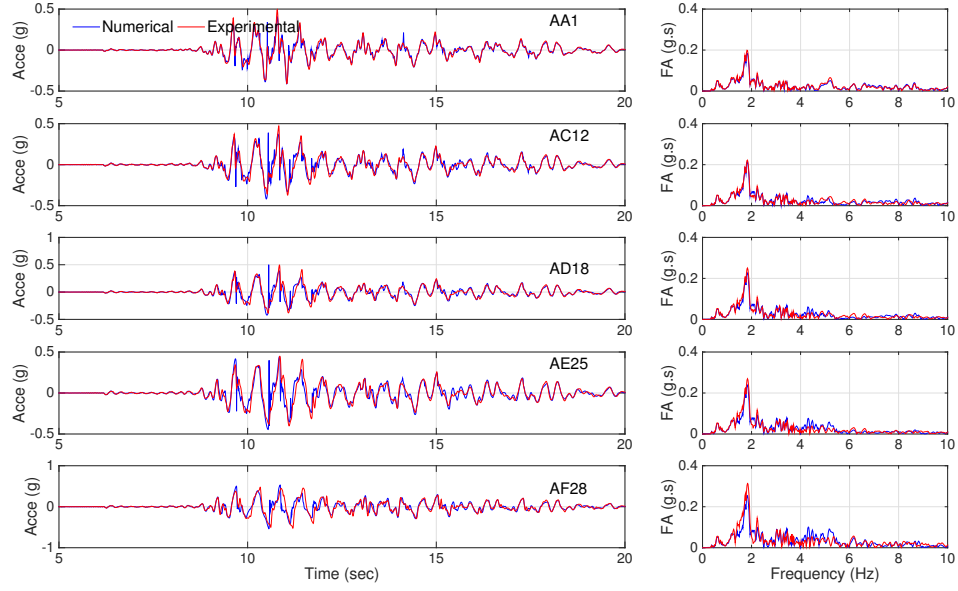 Numerical Experimental
AA1
Acce (g)
0.5
0
-0.5
5 10 15 20
FA (g.s)
0.4
0.2
0
0 2 4 6 8 10
AC12
Acce (g)
0.5
0
-0.5
5 10 15 20
FA (g.s)
0.4
0.2
0
0 2 4 6 8 10
AD18
Acce (g)
1
0.5
0
-0.5
5 10 15 20
FA (g.s)
0.4
0.2
0
0 2 4 6 8 10
AE25
Acce (g)
0.5
0
-0.5
5 10 15 20
FA (g.s)
0.4
0.2
0
0 2 4 6 8 10
AF28
Acce (g)
1
0
-1
5 10 15 20
Time (sec)
FA (g.s)
0.4
0.2
0
0 2 4 6 8 10
Frequency (Hz)